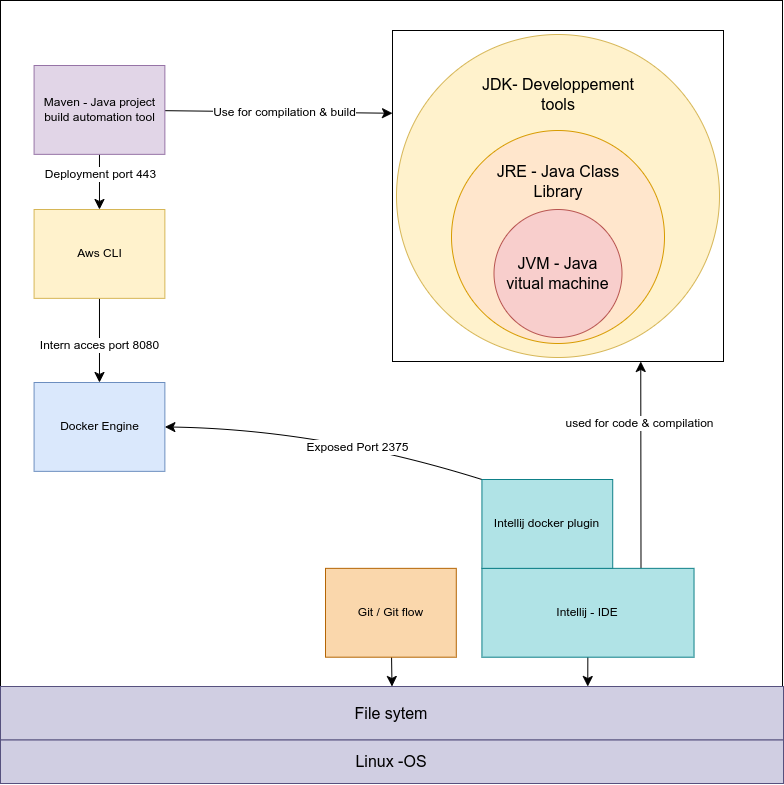 JDK- Developpement
tools
Maven - Java project
build automation tool
Use for compilation & build
Deployment port 443
JRE - Java Class
Library
Aws CLI
JVM - Java
vitual machine
Intern acces port 8080
used for code & compilation
Docker Engine
Exposed Port 2375
Intellij docker plugin
Git / Git flow
Intellij - IDE
File sytem
Linux -OS